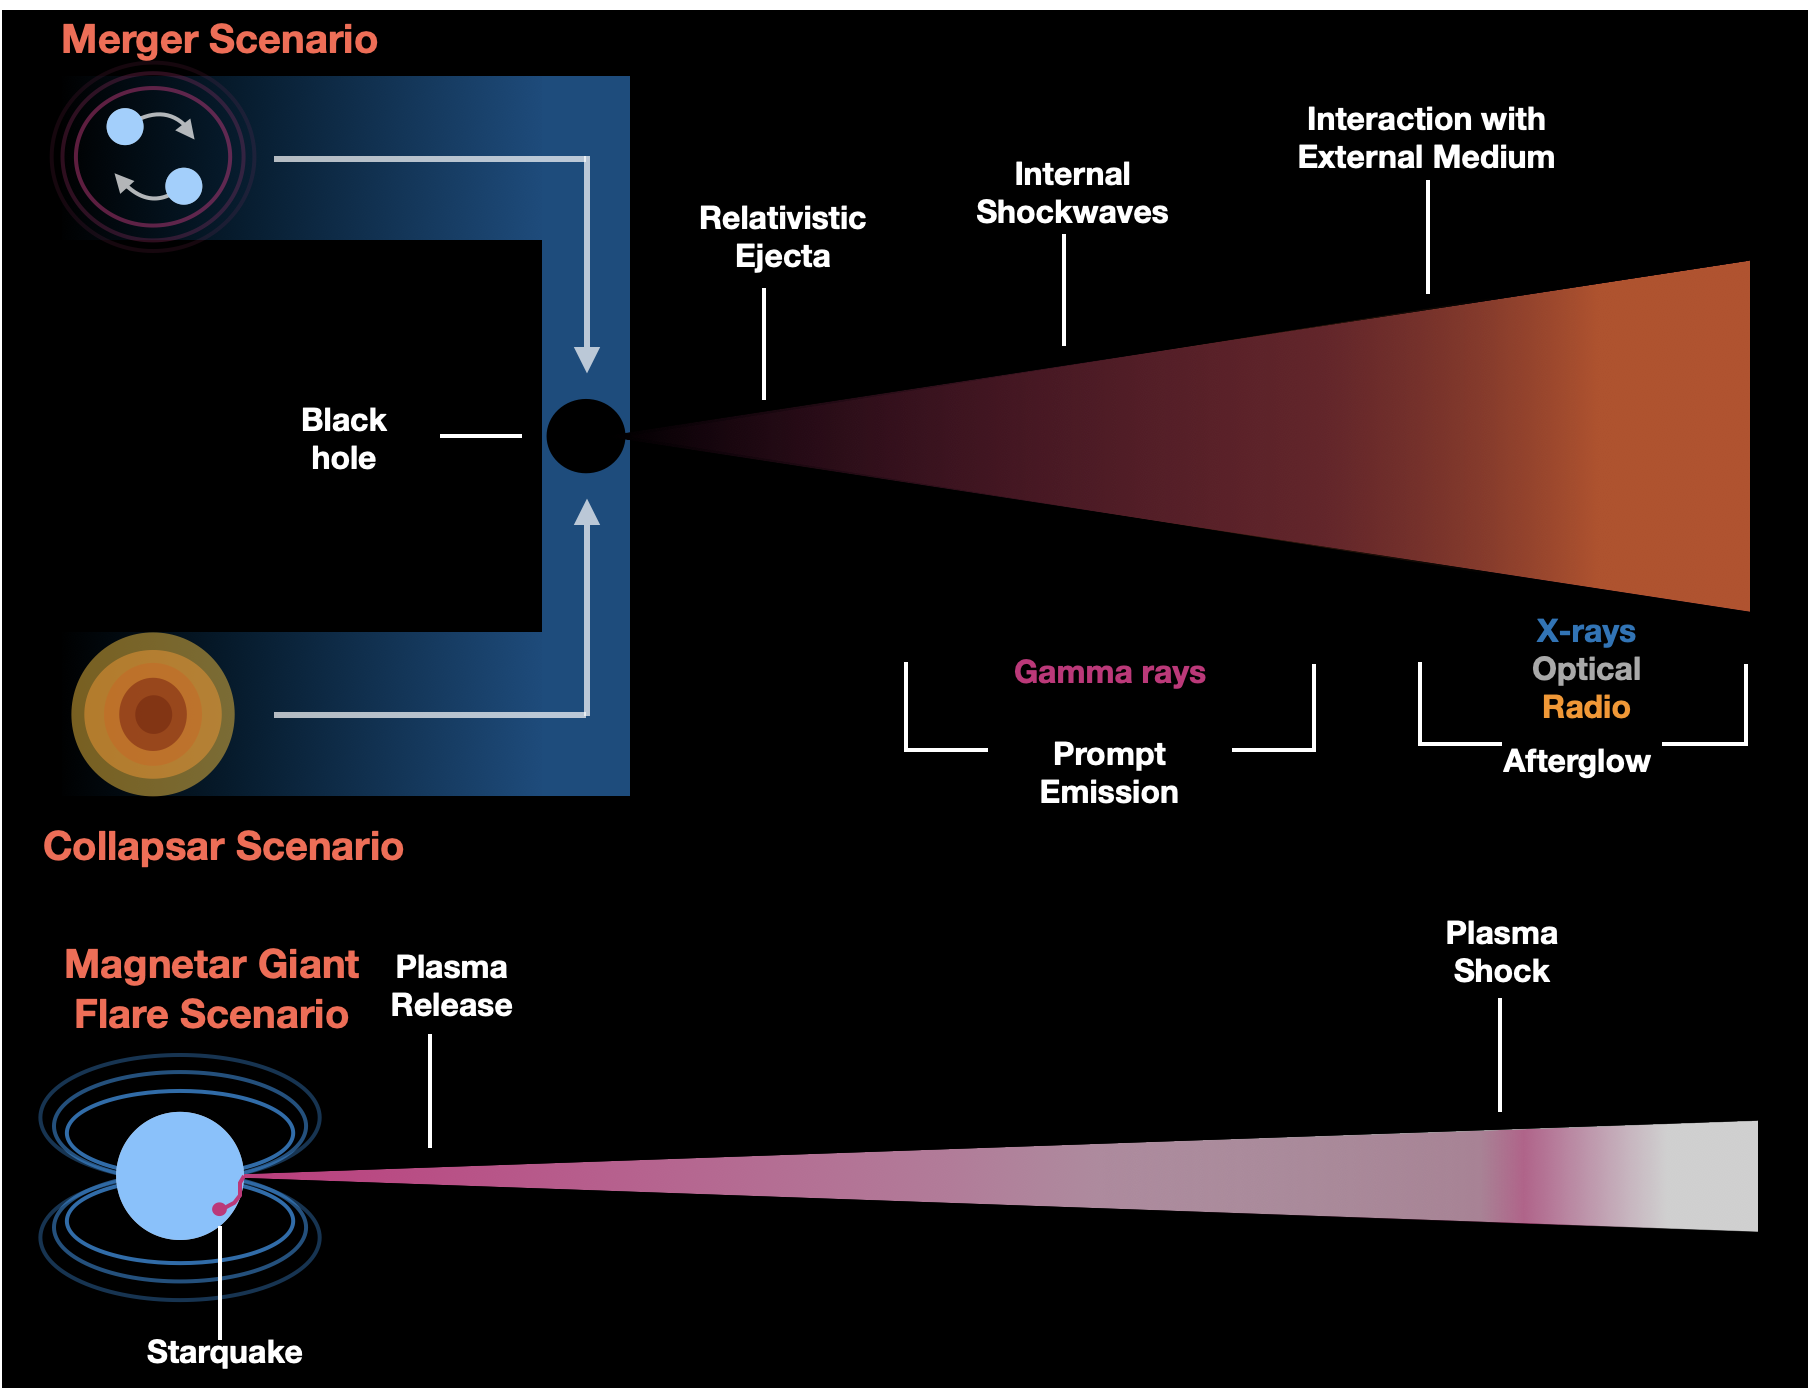 Merger Scenario
Interaction with
External Medium
Internal
Shockwaves
Relativistic
Ejecta
Black
hole
X-rays
Optical
Radio
Gamma rays
Prompt
Emission
Afterglow
Collapsar Scenario
Magnetar Giant
Flare Scenario
Plasma
Release
Plasma
Shock
Starquake